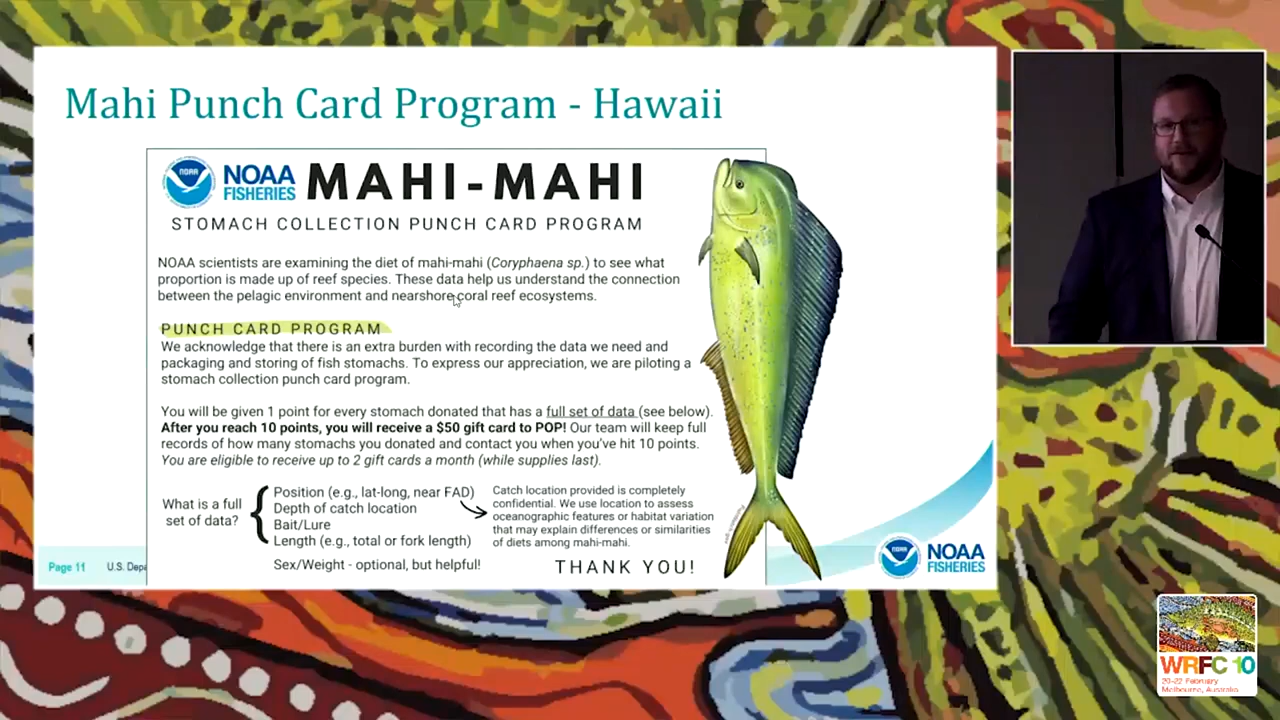 Mahi Punch Card Program - Hawaii
NOAA
FISHERIES
MAHI-MAHI
STOMACH COLLECTION PUNCH CARD PROGRAM
NOAA scientists are examining the diet of mahi-mahi (Coryphaena sp.) to see what
proportion is made up of reef species. These data help us understand the connection
between the pelagic environment and nearshore coral reef ecosystems.
PUNCH CARD PROGRAM
We acknowledge that there is an extra burden with recording the data we need and
packaging and storing of fish stomachs. To express our appreciation, we are piloting a
stomach collection punch card program.
You will be given 1 point for every stomach donated that has a full set of data (see below).
After you reach 10 points, you will receive a $50 gift card to POP! Our team will keep full
records of how many stomachs you donated and contact you when you've hit 10 points.
You are eligible to receive up to 2 gift cards a month (while supplies last).
What is a full
set of data?
Position (e.g., lat-long, near FAD)
Depth of catch location
Bait/Lure
Length (e.g., total or fork length)
Sex/Weight - optional, but helpful!
Catch location provided is completely
confidential. We use location to assess
oceanographic features or habitat variation
that may explain differences or similarities
of diets among mahi-mahi.
THANK YOU!
Page 11 U.S. Depa
NOAA
NOAA
FISHERIES
WRFC 10
20-22 February
Melbourne, Australia